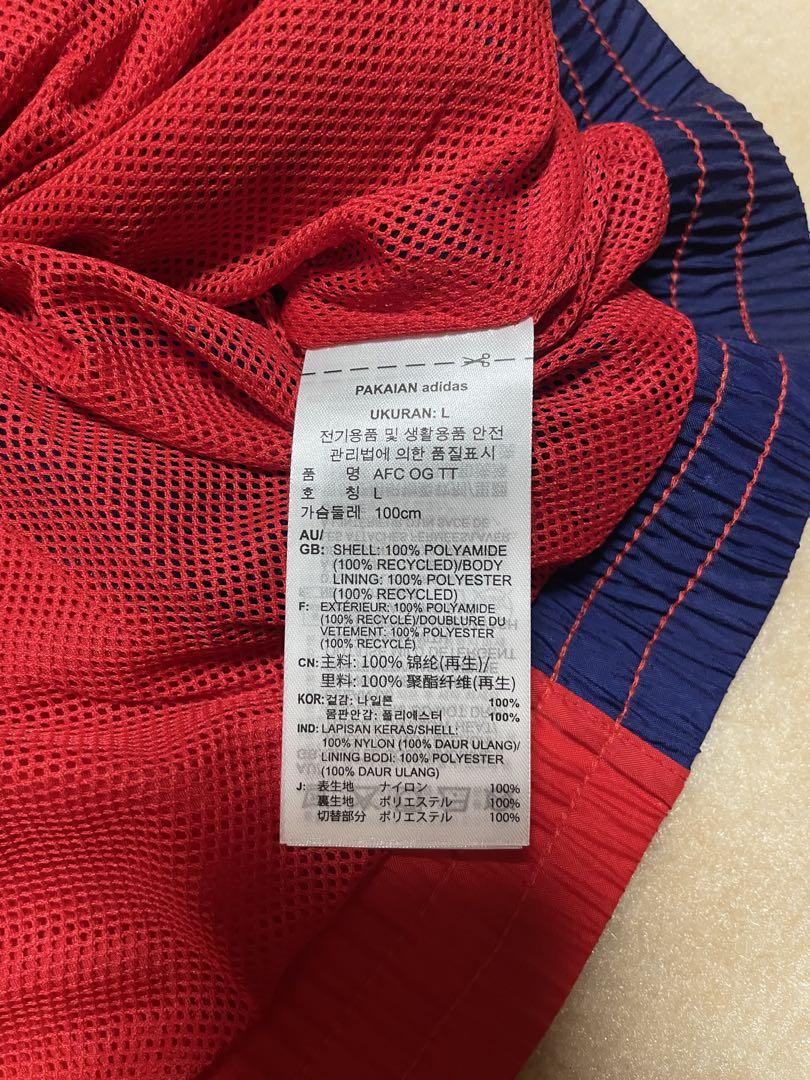 PAKAIAN adidas
UKURAN: L
전기용품 및 생활용품 안전
관리법에 의한 품질표시
품 명 AFC OG TT
호 칭 L
가슴둘레 100cm
AU/
GB: SHELL: 100% POLYAMIDE
(100% RECYCLED)/BODY
LINING: 100% POLYESTER
(100% RECYCLED)
F: EXTÉRIEUR: 100% POLYAMIDE
(100% RECYCLÉ)/DOUBLURE DU
VETEMENT: 100% POLYESTER
(100% RECYCLÉ)
CN: 主料: 100% 锦纶(再生)/
里料: 100% 聚酯纤维(再生)
KOR: 겉감: 나일론 100%
몸판안감: 폴리에스터 100%
IND: LAPISAN KERAS/SHELL:
100% NYLON (100% DAUR ULANG)/
LINING BODI: 100% POLYESTER
(100% DAUR ULANG)
J: 表生地 ナイロン 100%
裏生地 ポリエステル 100%
切替部分 ポリエステル 100%